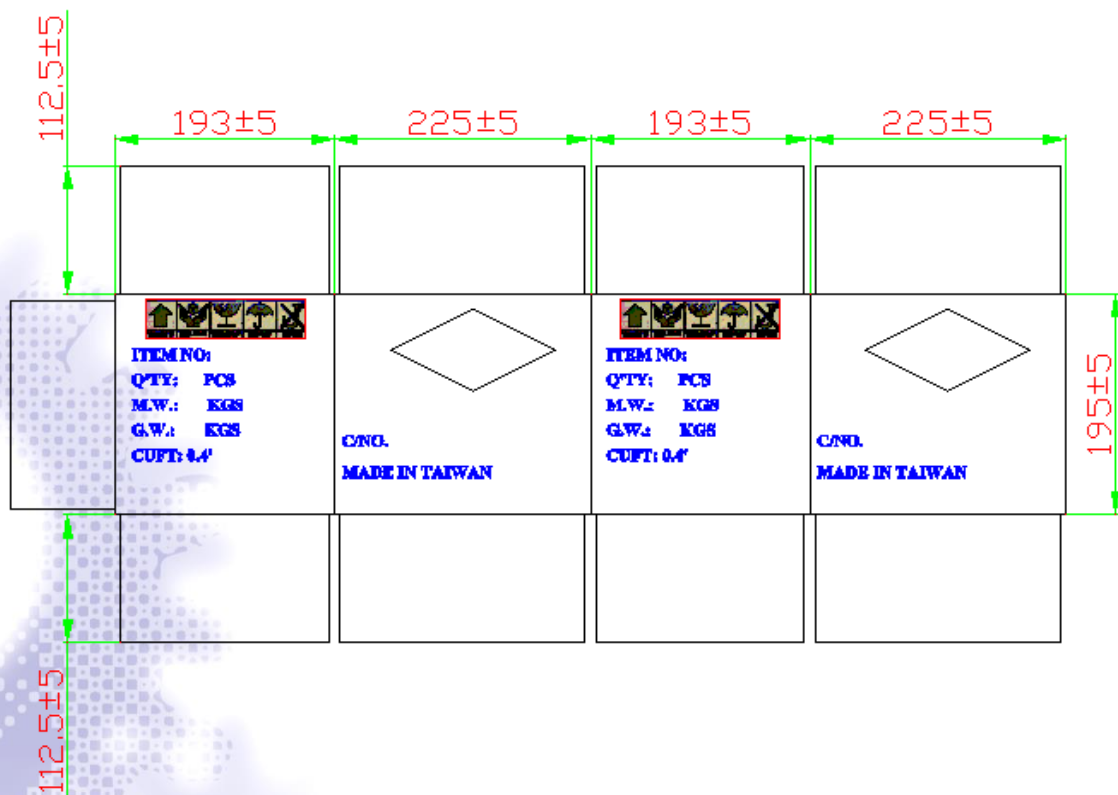 112.5±5
193±5
225±5
193±5
225±5
ITEM NO:
Q'TY: PCS
M.W.: KGS
G.W.: KGS
CUFT: 0.4'
C/NO.
MADE IN TAIWAN
ITEM NO:
Q'TY: PCS
M.W.: KGS
G.W.: KGS
CUFT: 0.4'
C/NO.
MADE IN TAIWAN
195±5
112.5±5